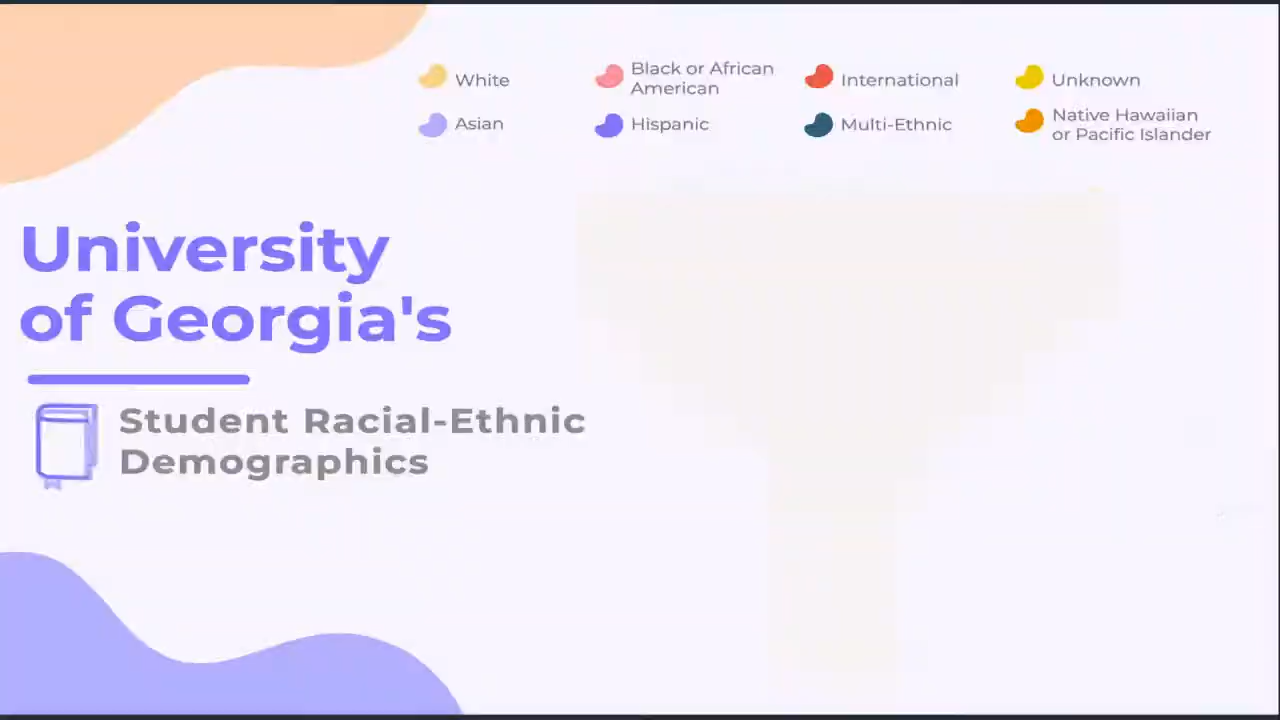 White
Black or African
American
International
Unknown
Asian
Hispanic
Multi-Ethnic
Native Hawaiian
or Pacific Islander
University
of Georgia's
Student Racial-Ethnic
Demographics